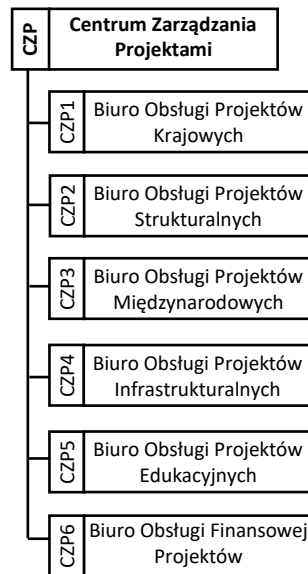 CZP
Centrum Zarządzania
Projektami
CZP1
Biuro Obsługi Projektów
Krajowych
CZP2
Biuro Obsługi Projektów
Strukturalnych
CZP3
Biuro Obsługi Projektów
Międzynarodowych
CZP4
Biuro Obsługi Projektów
Infrastrukturalnych
CZP5
Biuro Obsługi Projektów
Edukacyjnych
CZP6
Biuro Obsługi Finansowej
Projektów